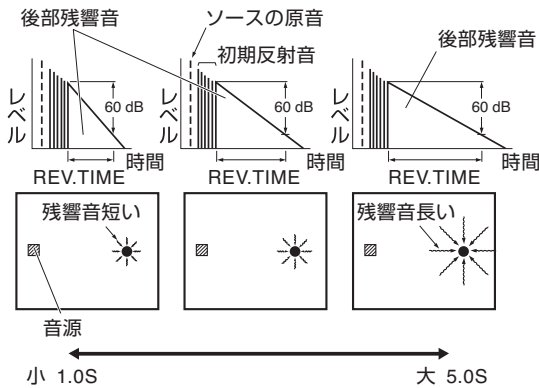 後部残響音
ソースの原音
初期反射音
後部残響音
レベル
60 dB
時間
REV.TIME
レベル
60 dB
時間
REV.TIME
レベル
60 dB
時間
REV.TIME
残響音短い
残響音長い
音源
小 1.0S
大 5.0S